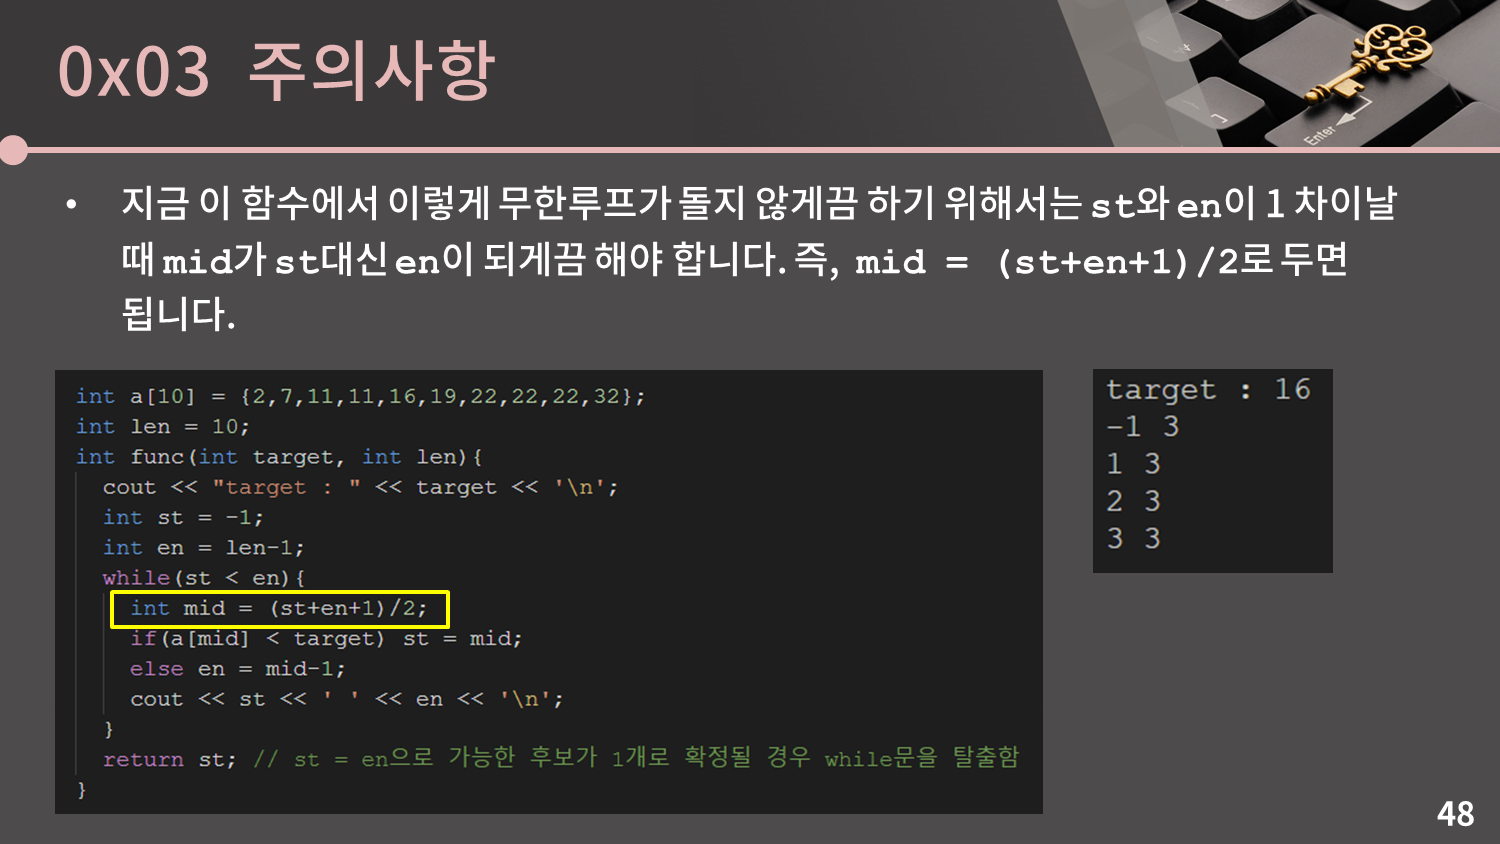 0x03 주의사항
Enter
• 지금 이 함수에서 이렇게 무한루프가 돌지 않게끔 하기 위해서는 st와 en이 1 차이날
때 mid가 st대신 en이 되게끔 해야 합니다. 즉, mid = (st+en+1)/2로 두면
됩니다.
int a[10] = {2,7,11,11,16,19,22,22,22,32};
int len = 10;
int func(int target, int len){
cout << "target : " << target << '\n';
int st = -1;
int en = len-1;
while(st < en){
int mid = (st+en+1)/2;
if(a[mid] < target) st = mid;
else en = mid-1;
cout << st << ' ' << en << '\n';
}
return st; // st = en으로 가능한 후보가 1개로 확정될 경우 while문을 탈출함
}
target : 16
-1 3
1 3
2 3
3 3
48